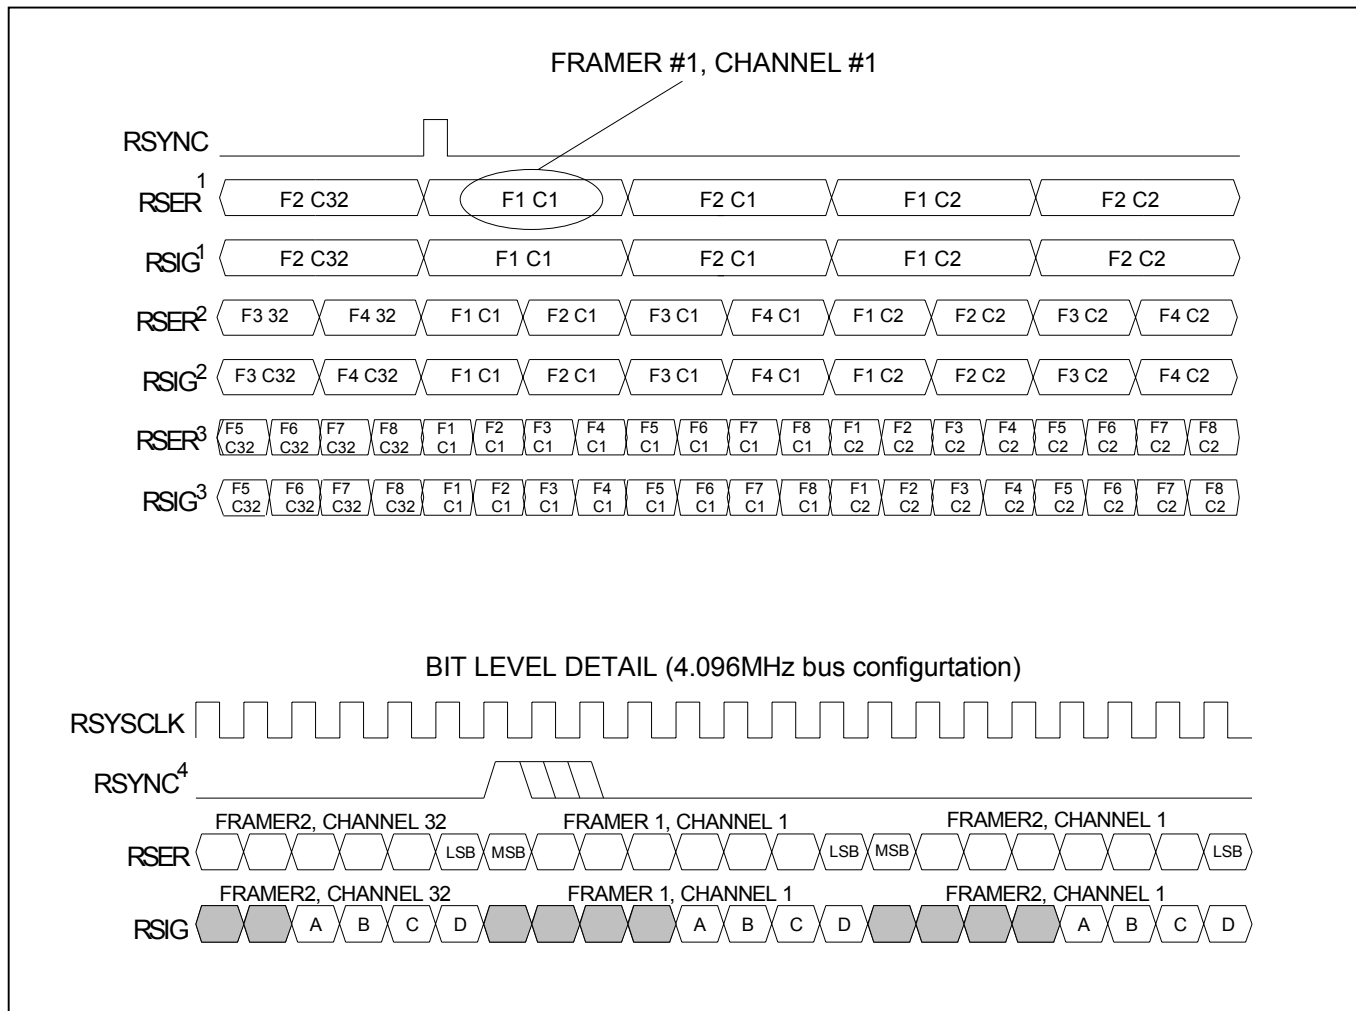 FRAMER #1, CHANNEL #1
RSYNC
RSER1 F2 C32 F1 C1 F2 C1 F1 C2 F2 C2
RSIG1 F2 C32 F1 C1 F2 C1 F1 C2 F2 C2
RSER2 F3 32 F4 32 F1 C1 F2 C1 F3 C1 F4 C1 F1 C2 F2 C2 F3 C2 F4 C2
RSIG2 F3 C32 F4 C32 F1 C1 F2 C1 F3 C1 F4 C1 F1 C2 F2 C2 F3 C2 F4 C2
RSER3 F5 C32 F6 C32 F7 C32 F8 C32 F1 C1 F2 C1 F3 C1 F4 C1 F5 C1 F6 C1 F7 C1 F8 C1 F1 C2 F2 C2 F3 C2 F4 C2 F5 C2 F6 C2 F7 C2 F8 C2
RSIG3 F5 C32 F6 C32 F7 C32 F8 C32 F1 C1 F2 C1 F3 C1 F4 C1 F5 C1 F6 C1 F7 C1 F8 C1 F1 C2 F2 C2 F3 C2 F4 C2 F5 C2 F6 C2 F7 C2 F8 C2
BIT LEVEL DETAIL (4.096MHz bus configurtation)
RSYSCLK
RSYNC4
FRAMER2, CHANNEL 32 FRAMER 1, CHANNEL 1 FRAMER2, CHANNEL 1
RSER LSB MSB LSB MSB LSB
FRAMER2, CHANNEL 32 FRAMER 1, CHANNEL 1 FRAMER2, CHANNEL 1
RSIG A B C D A B C D A B C D